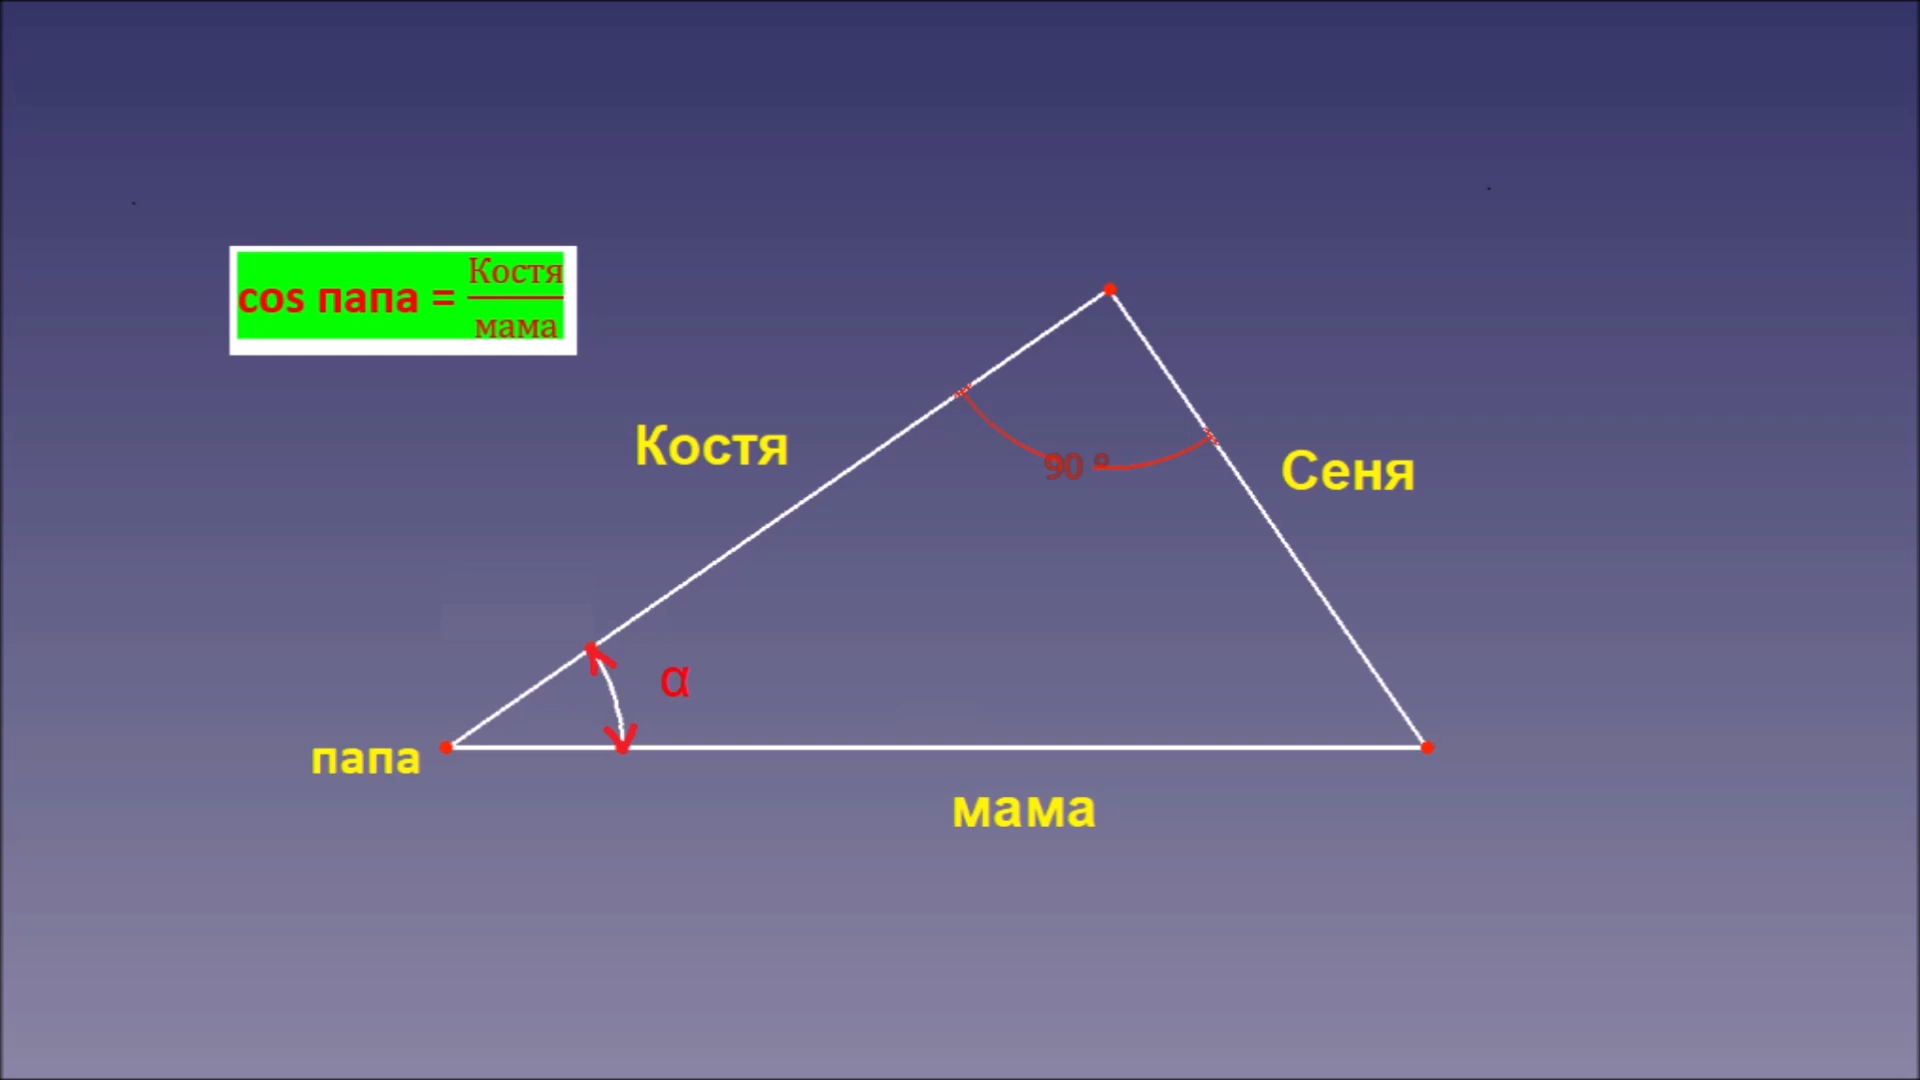 cos папа = Костя
мама
Костя
90 °
Сеня
α
папа
мама